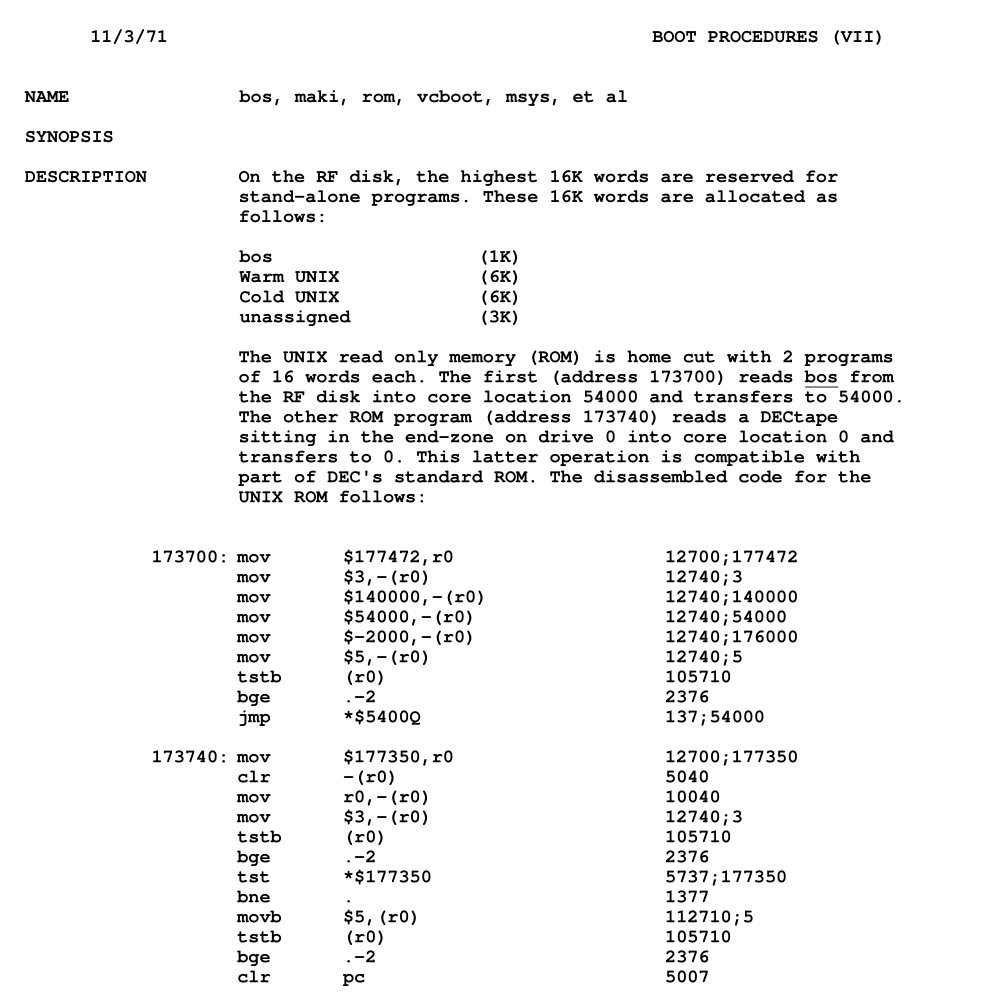 11/3/71 BOOT PROCEDURES (VII)
NAME bos, maki, rom, vcboot, msys, et al
SYNOPSIS
DESCRIPTION On the RF disk, the highest 16K words are reserved for
stand-alone programs. These 16K words are allocated as
follows:
bos (1K)
Warm UNIX (6K)
Cold UNIX (6K)
unassigned (3K)
The UNIX read only memory (ROM) is home cut with 2 programs
of 16 words each. The first (address 173700) reads bos from
the RF disk into core location 54000 and transfers to 54000.
The other ROM program (address 173740) reads a DECtape
sitting in the end-zone on drive 0 into core location 0 and
transfers to 0. This latter operation is compatible with
part of DEC's standard ROM. The disassembled code for the
UNIX ROM follows:
173700: mov $177472,r0 12700;177472
mov $3,-(r0) 12740;3
mov $140000,-(r0) 12740;140000
mov $54000,-(r0) 12740;54000
mov $-2000,-(r0) 12740;176000
mov $5,-(r0) 12740;5
tstb (r0) 105710
bge .-2 2376
jmp *$5400Q 137;54000
173740: mov $177350,r0 12700;177350
clr -(r0) 5040
mov r0,-(r0) 10040
mov $3,-(r0) 12740;3
tstb (r0) 105710
bge .-2 2376
tst *$177350 5737;177350
bne . 1377
movb $5,(r0) 112710;5
tstb (r0) 105710
bge .-2 2376
clr pc 5007